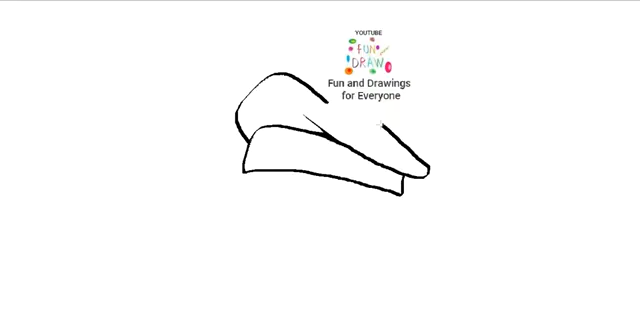 YOUTUBE
FUN
DRAW
Fun and Drawings
for Everyone